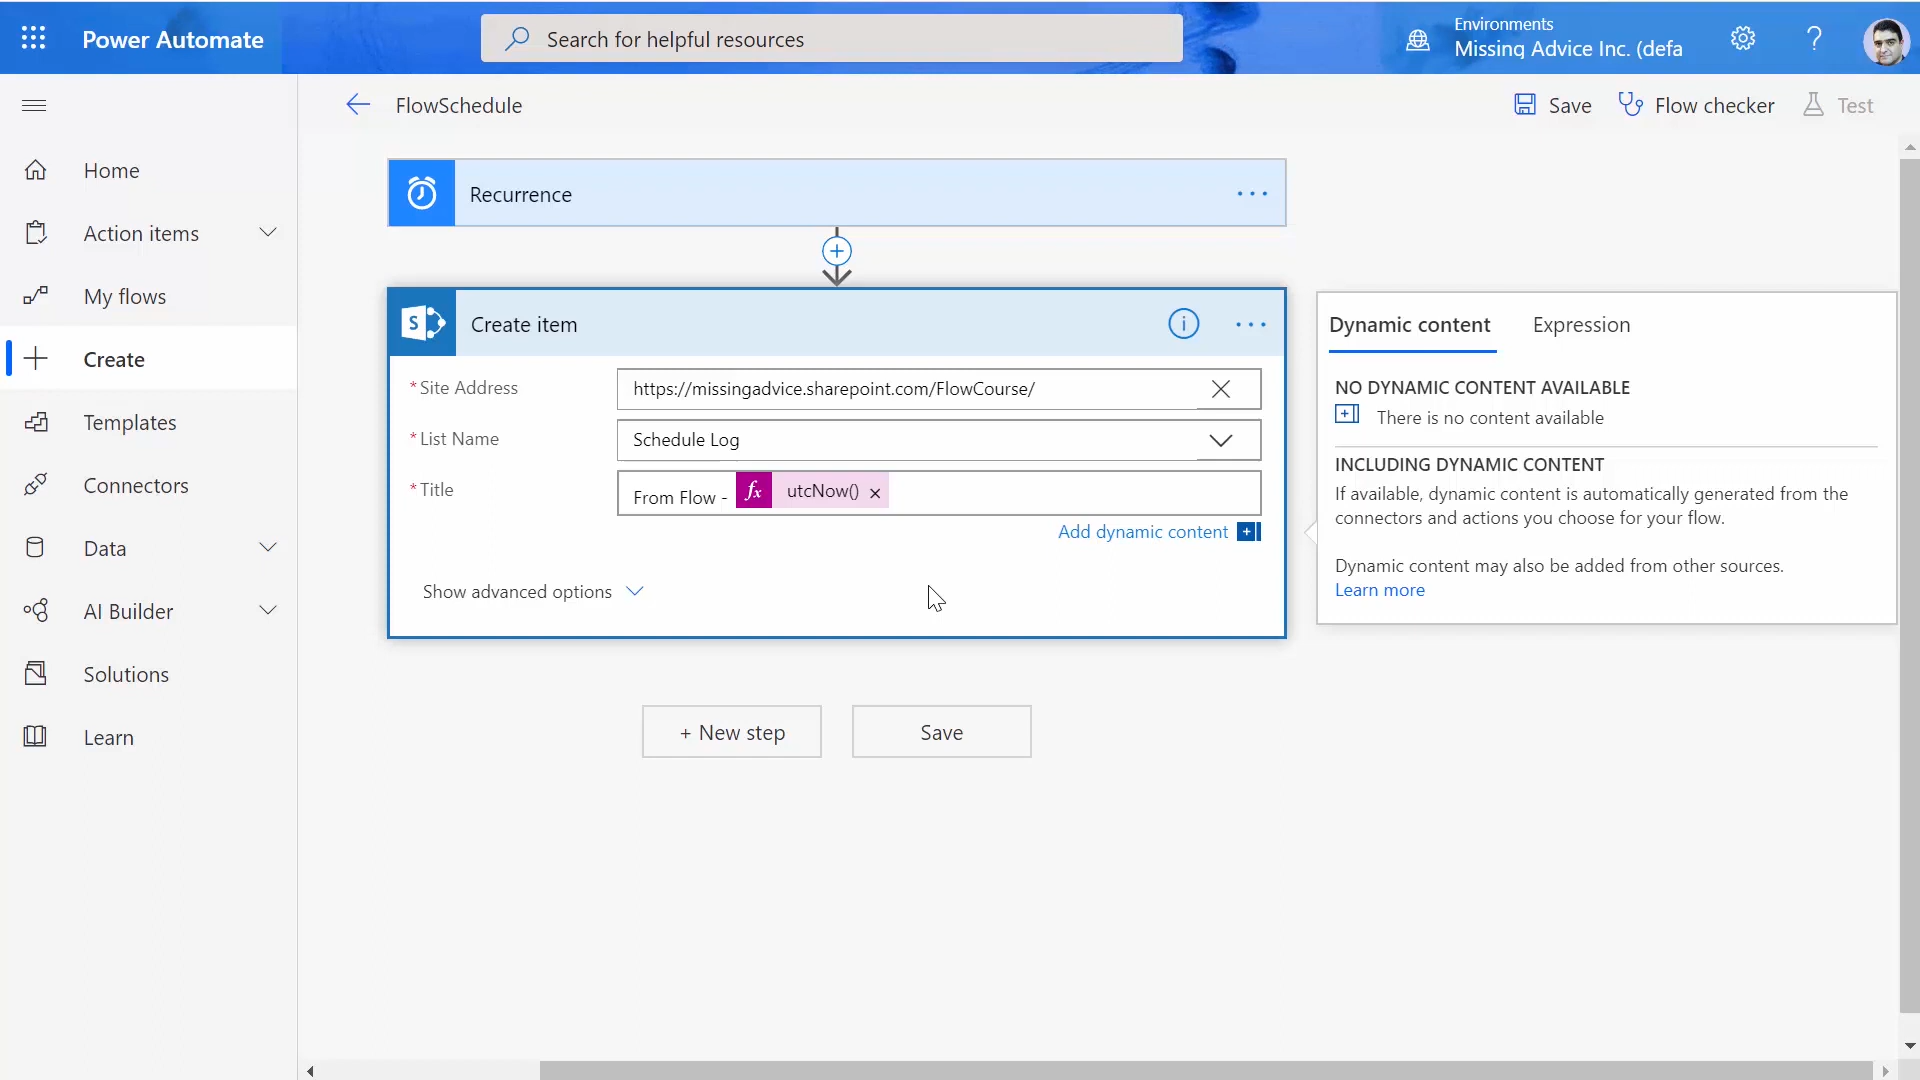 Power Automate
Search for helpful resources
Environments
Missing Advice Inc. (defa
?
FlowSchedule
Save
Flow checker
Test
Home
Action items
My flows
Create
Templates
Connectors
Data
AI Builder
Solutions
Learn
Recurrence
S
Create item
* Site Address
https://missingadvice.sharepoint.com/FlowCourse/
* List Name
Schedule Log
* Title
From Flow - fx utcNow() ×
Add dynamic content
Show advanced options
+ New step
Save
Dynamic content
Expression
NO DYNAMIC CONTENT AVAILABLE
There is no content available
INCLUDING DYNAMIC CONTENT
If available, dynamic content is automatically generated from the
connectors and actions you choose for your flow.
Dynamic content may also be added from other sources.
Learn more